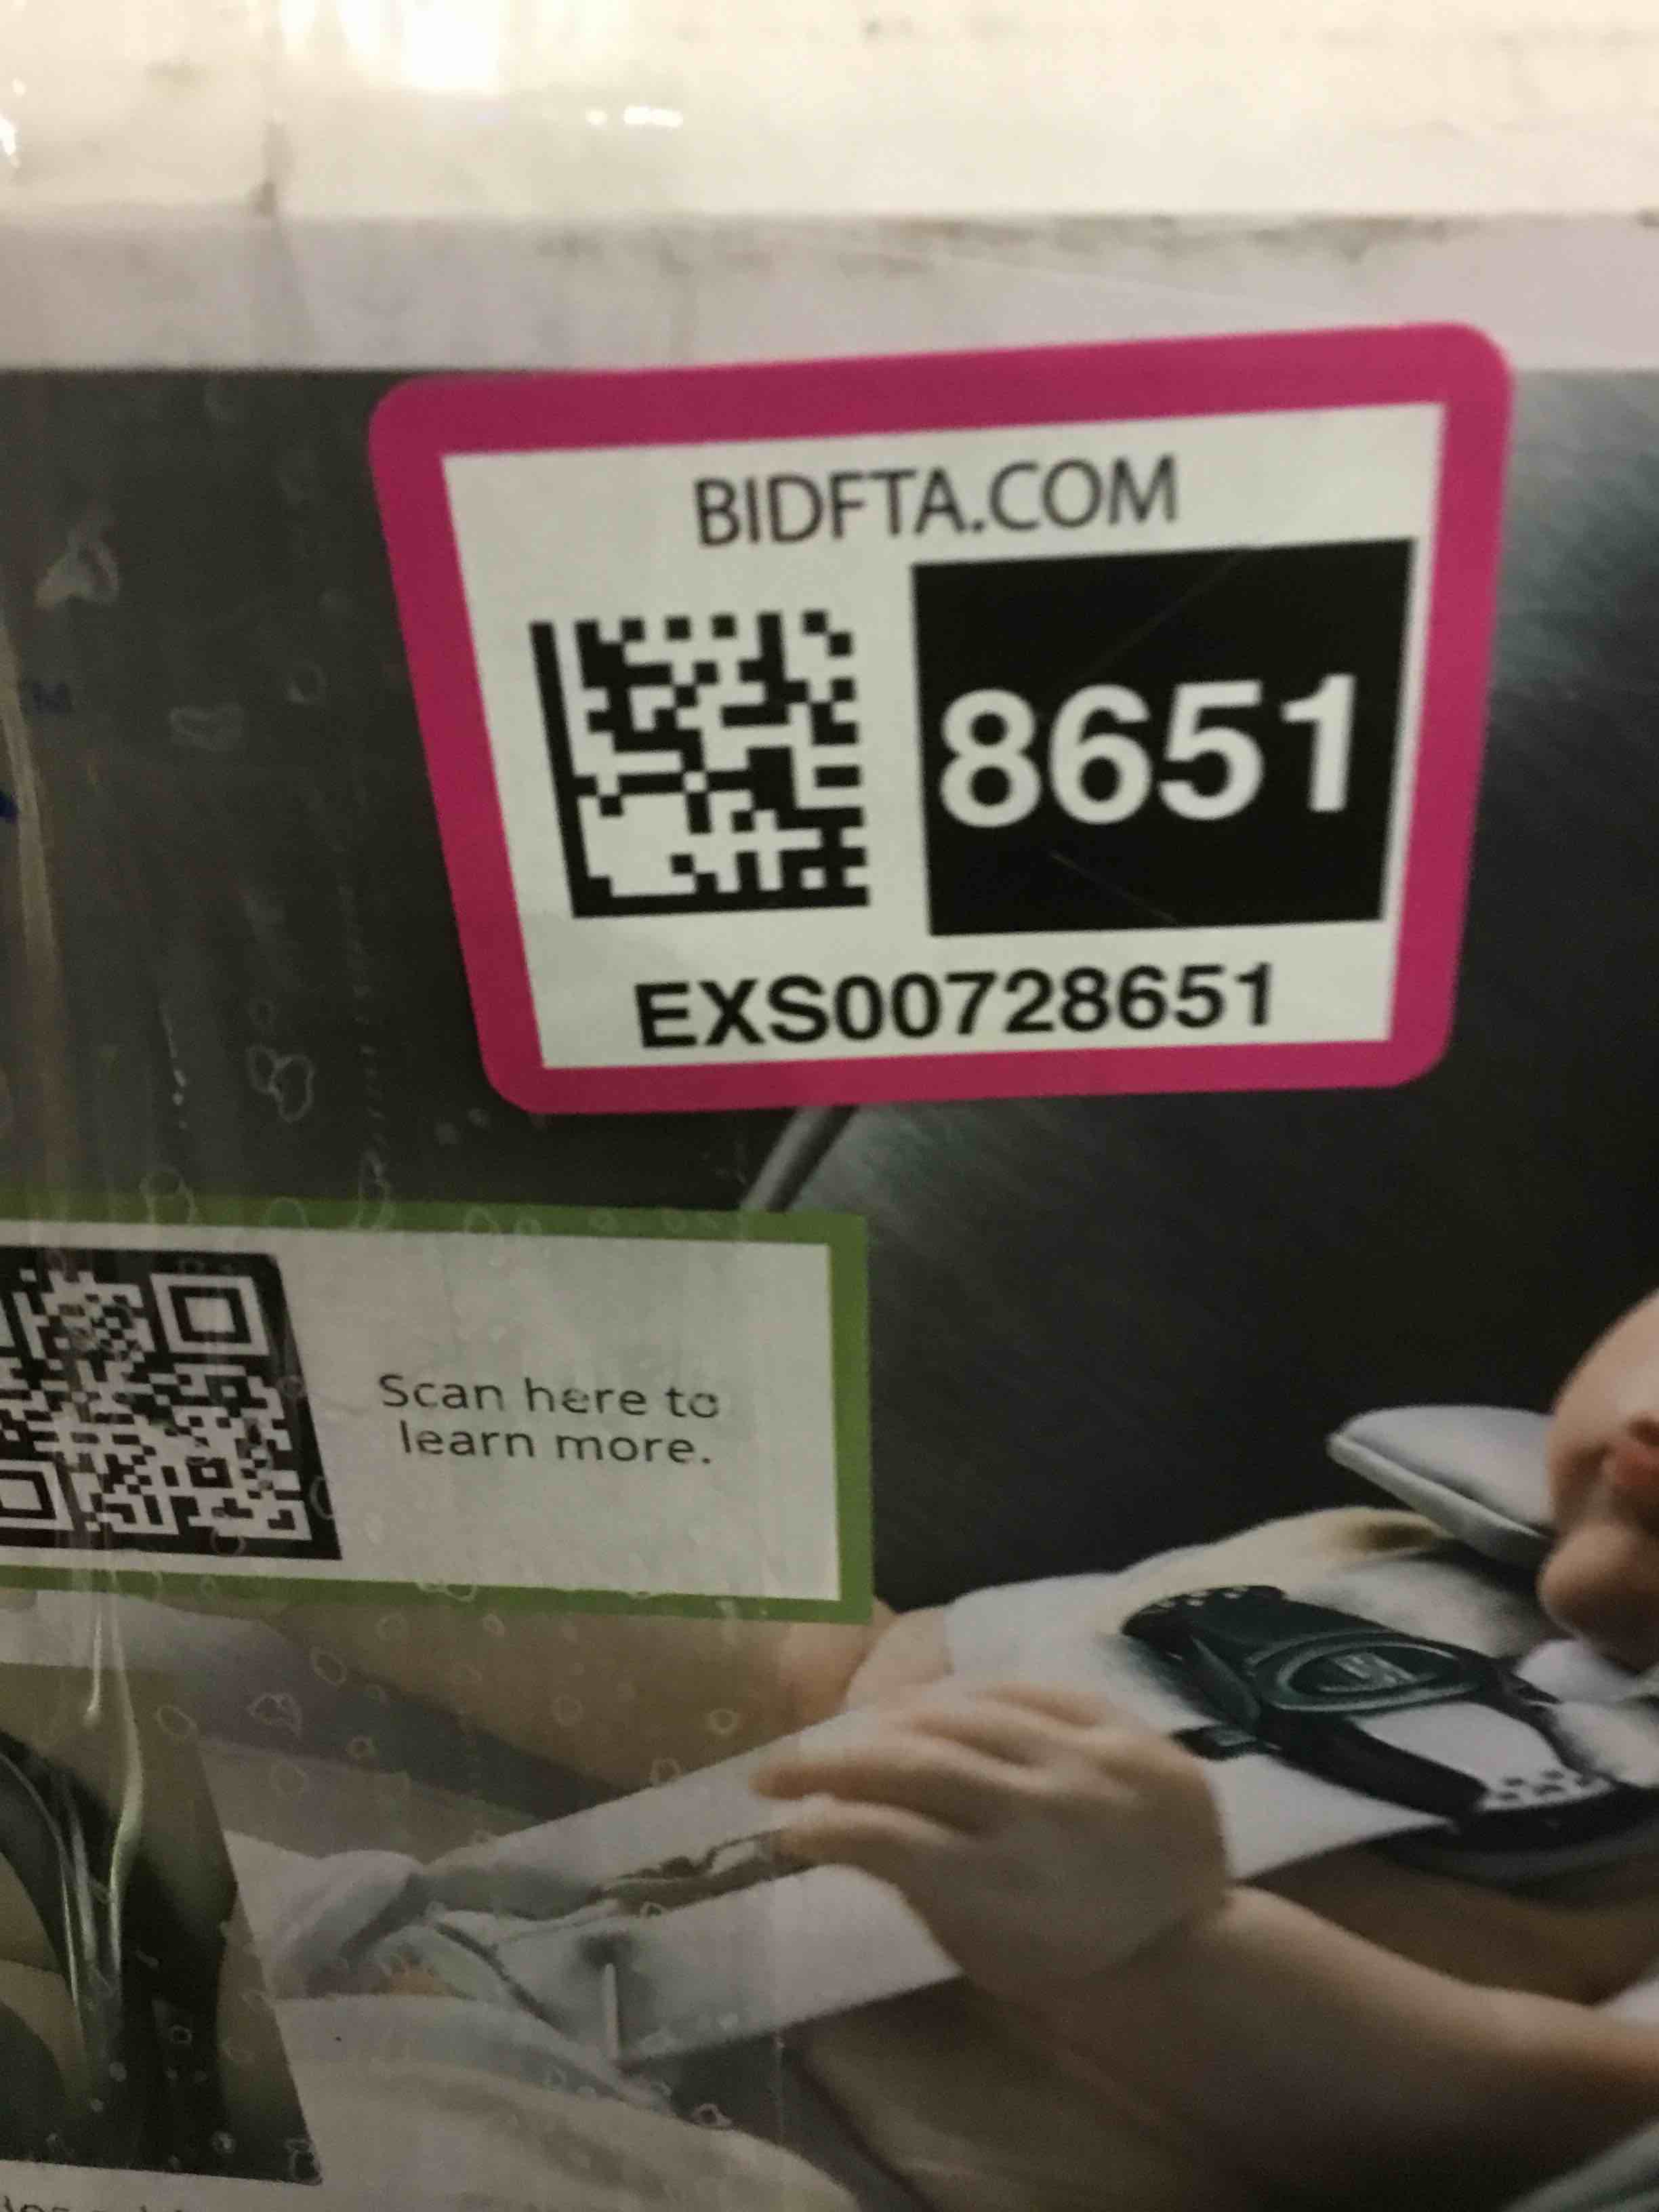 BIDFTA.COM
8651
EXS00728651
Scan here to
learn more.